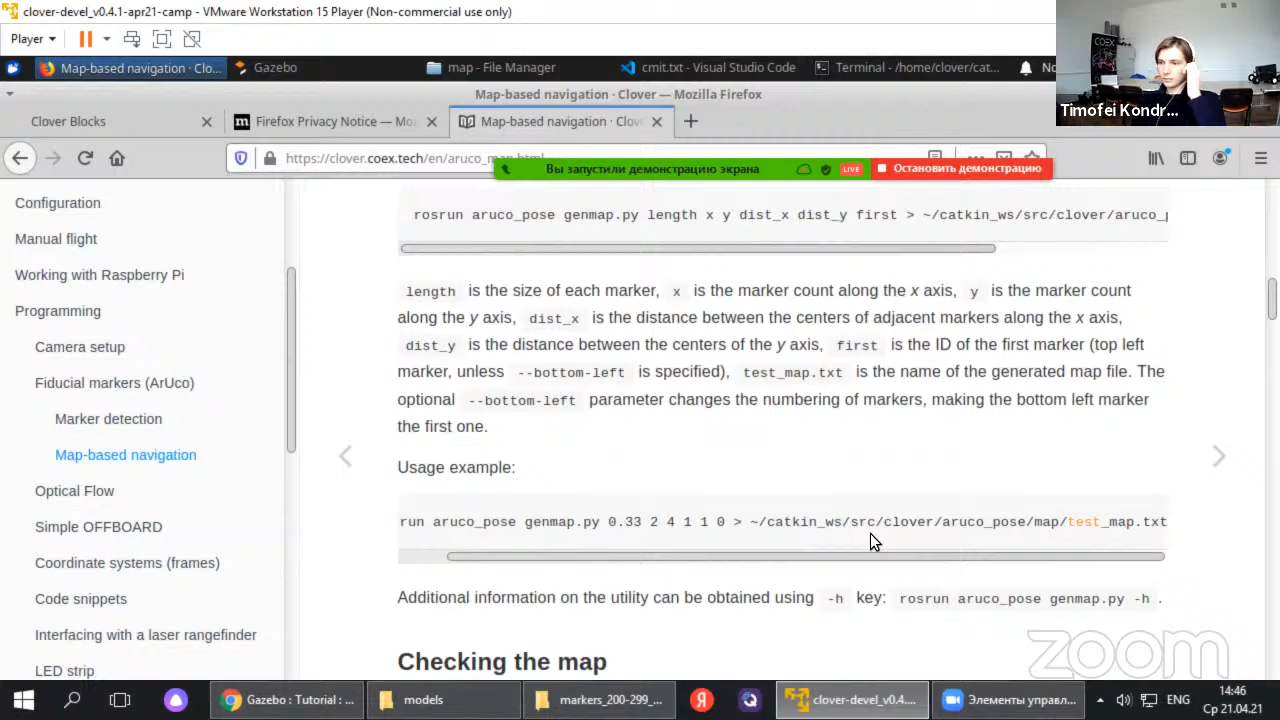 clover-devel_v0.4.1-apr21-camp - VMware Workstation 15 Player (Non-commercial use only)
Player
Map-based navigation · Clo...
Gazebo
map - File Manager
cmit.txt - Visual Studio Code
Terminal - /home/clover/cat...
Map-based navigation · Clover — Mozilla Firefox
COEX
Timofei Kondr...
Clover Blocks
Firefox Privacy Notice — Mo
Map-based navigation · Clov
https://clover.coex.tech/en/aruco_map.html
Вы запустили демонстрацию экрана
LIVE
Остановить демонстрацию
Configuration
Manual flight
Working with Raspberry Pi
Programming
Camera setup
Fiducial markers (ArUco)
Marker detection
Map-based navigation
Optical Flow
Simple OFFBOARD
Coordinate systems (frames)
Code snippets
Interfacing with a laser rangefinder
LED strip
rosrun aruco_pose genmap.py length x y dist_x dist_y first > ~/catkin_ws/src/clover/aruco_p
length is the size of each marker, x is the marker count along the x axis, y is the marker count
along the y axis, dist_x is the distance between the centers of adjacent markers along the x axis,
dist_y is the distance between the centers of the y axis, first is the ID of the first marker (top left
marker, unless --bottom-left is specified), test_map.txt is the name of the generated map file. The
optional --bottom-left parameter changes the numbering of markers, making the bottom left marker
the first one.
Usage example:
run aruco_pose genmap.py 0.33 2 4 1 1 0 > ~/catkin_ws/src/clover/aruco_pose/map/test_map.txt
Additional information on the utility can be obtained using -h key: rosrun aruco_pose genmap.py -h .
Checking the map
zoom
Gazebo : Tutorial : ...
models
markers_200-299_...
Я
clover-devel_v0.4....
Элементы управл...
ENG
14:46
Ср 21.04.21